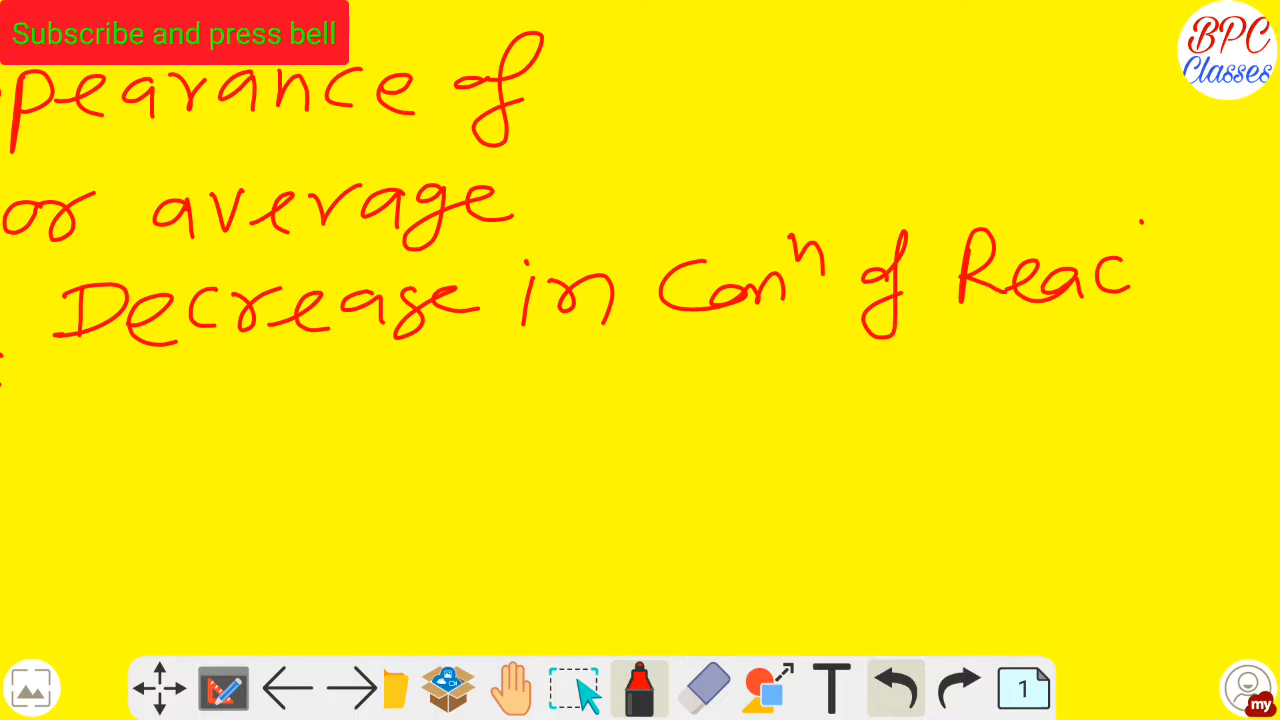 Subscribe and press bell
BPC
Classes
pearance of
or average
Decrease in Conⁿ of Reac
1
my